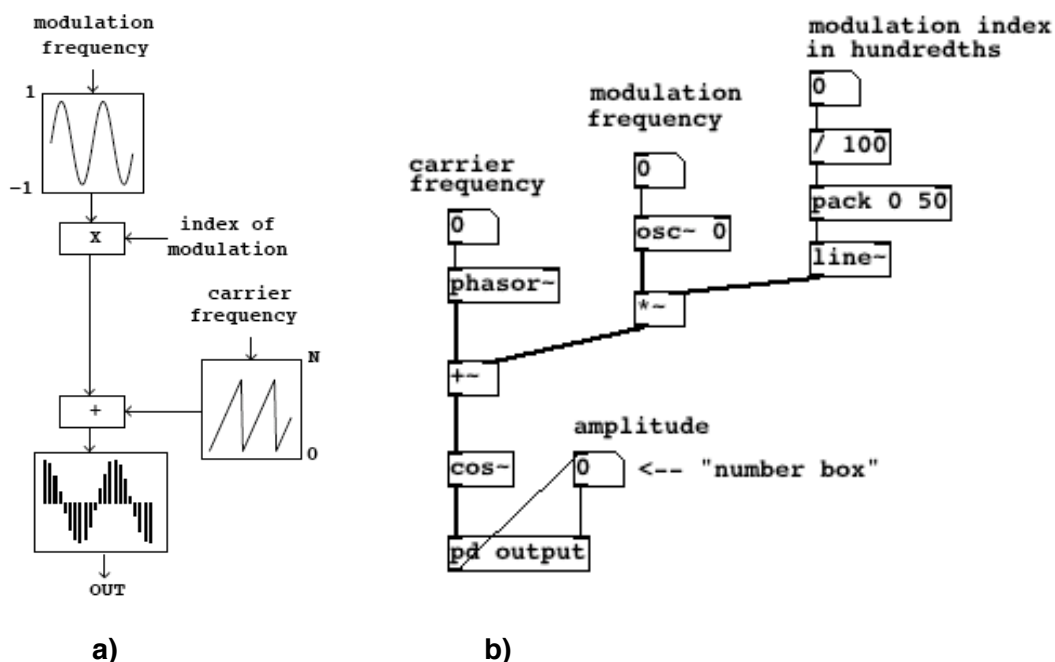 modulation
frequency
1
-1
X
index of
modulation
carrier
frequency
N
+
0
OUT
a)
modulation index
in hundredths
0
/ 100
pack 0 50
line~
modulation
frequency
0
osc~ 0
*~
carrier
frequency
0
phasor~
+~
cos~
amplitude
0
<-- "number box"
pd output
b)